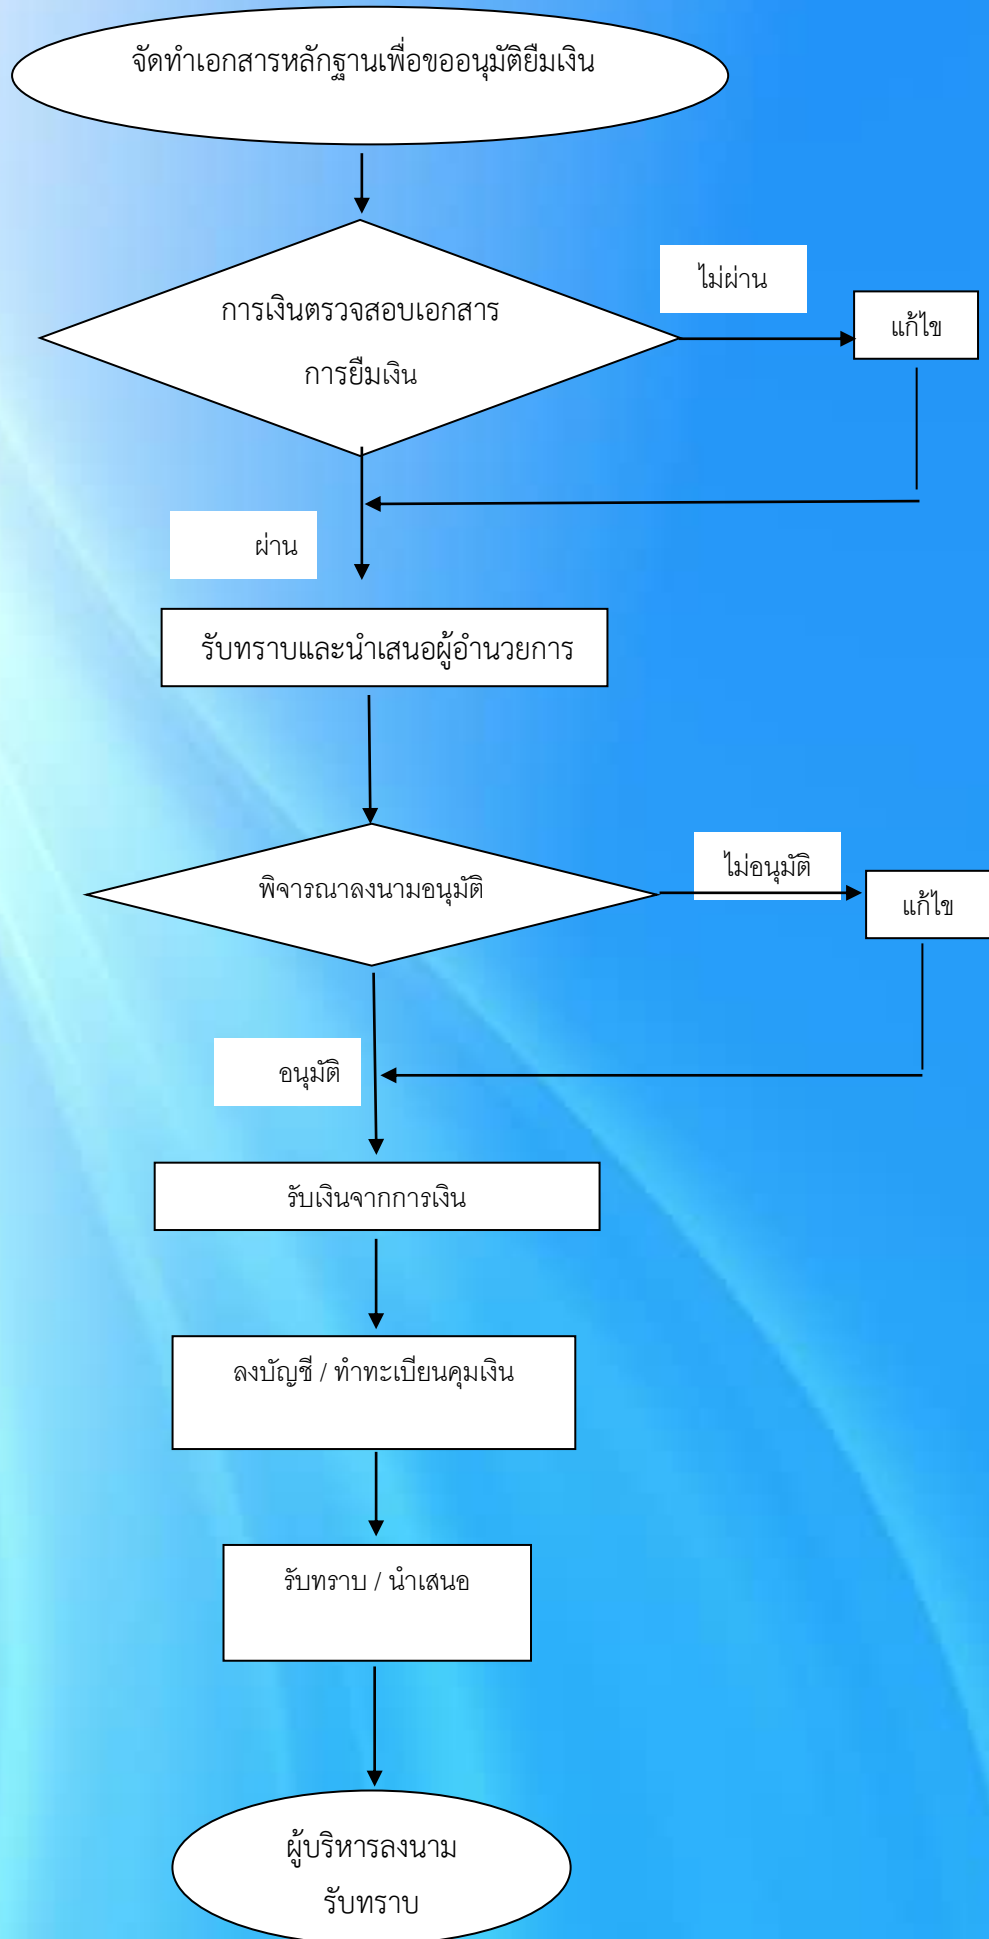 จัดทำเอกสารหลักฐานเพื่อขออนุมัติยืมเงิน
การเงินตรวจสอบเอกสาร
การยืมเงิน
ไม่ผ่าน
แก้ไข
ผ่าน
รับทราบและนำเสนอผู้อำนวยการ
พิจารณาลงนามอนุมัติ
ไม่อนุมัติ
แก้ไข
อนุมัติ
รับเงินจากการเงิน
ลงบัญชี / ทำทะเบียนคุมเงิน
รับทราบ / นำเสนอ
ผู้บริหารลงนาม
รับทราบ